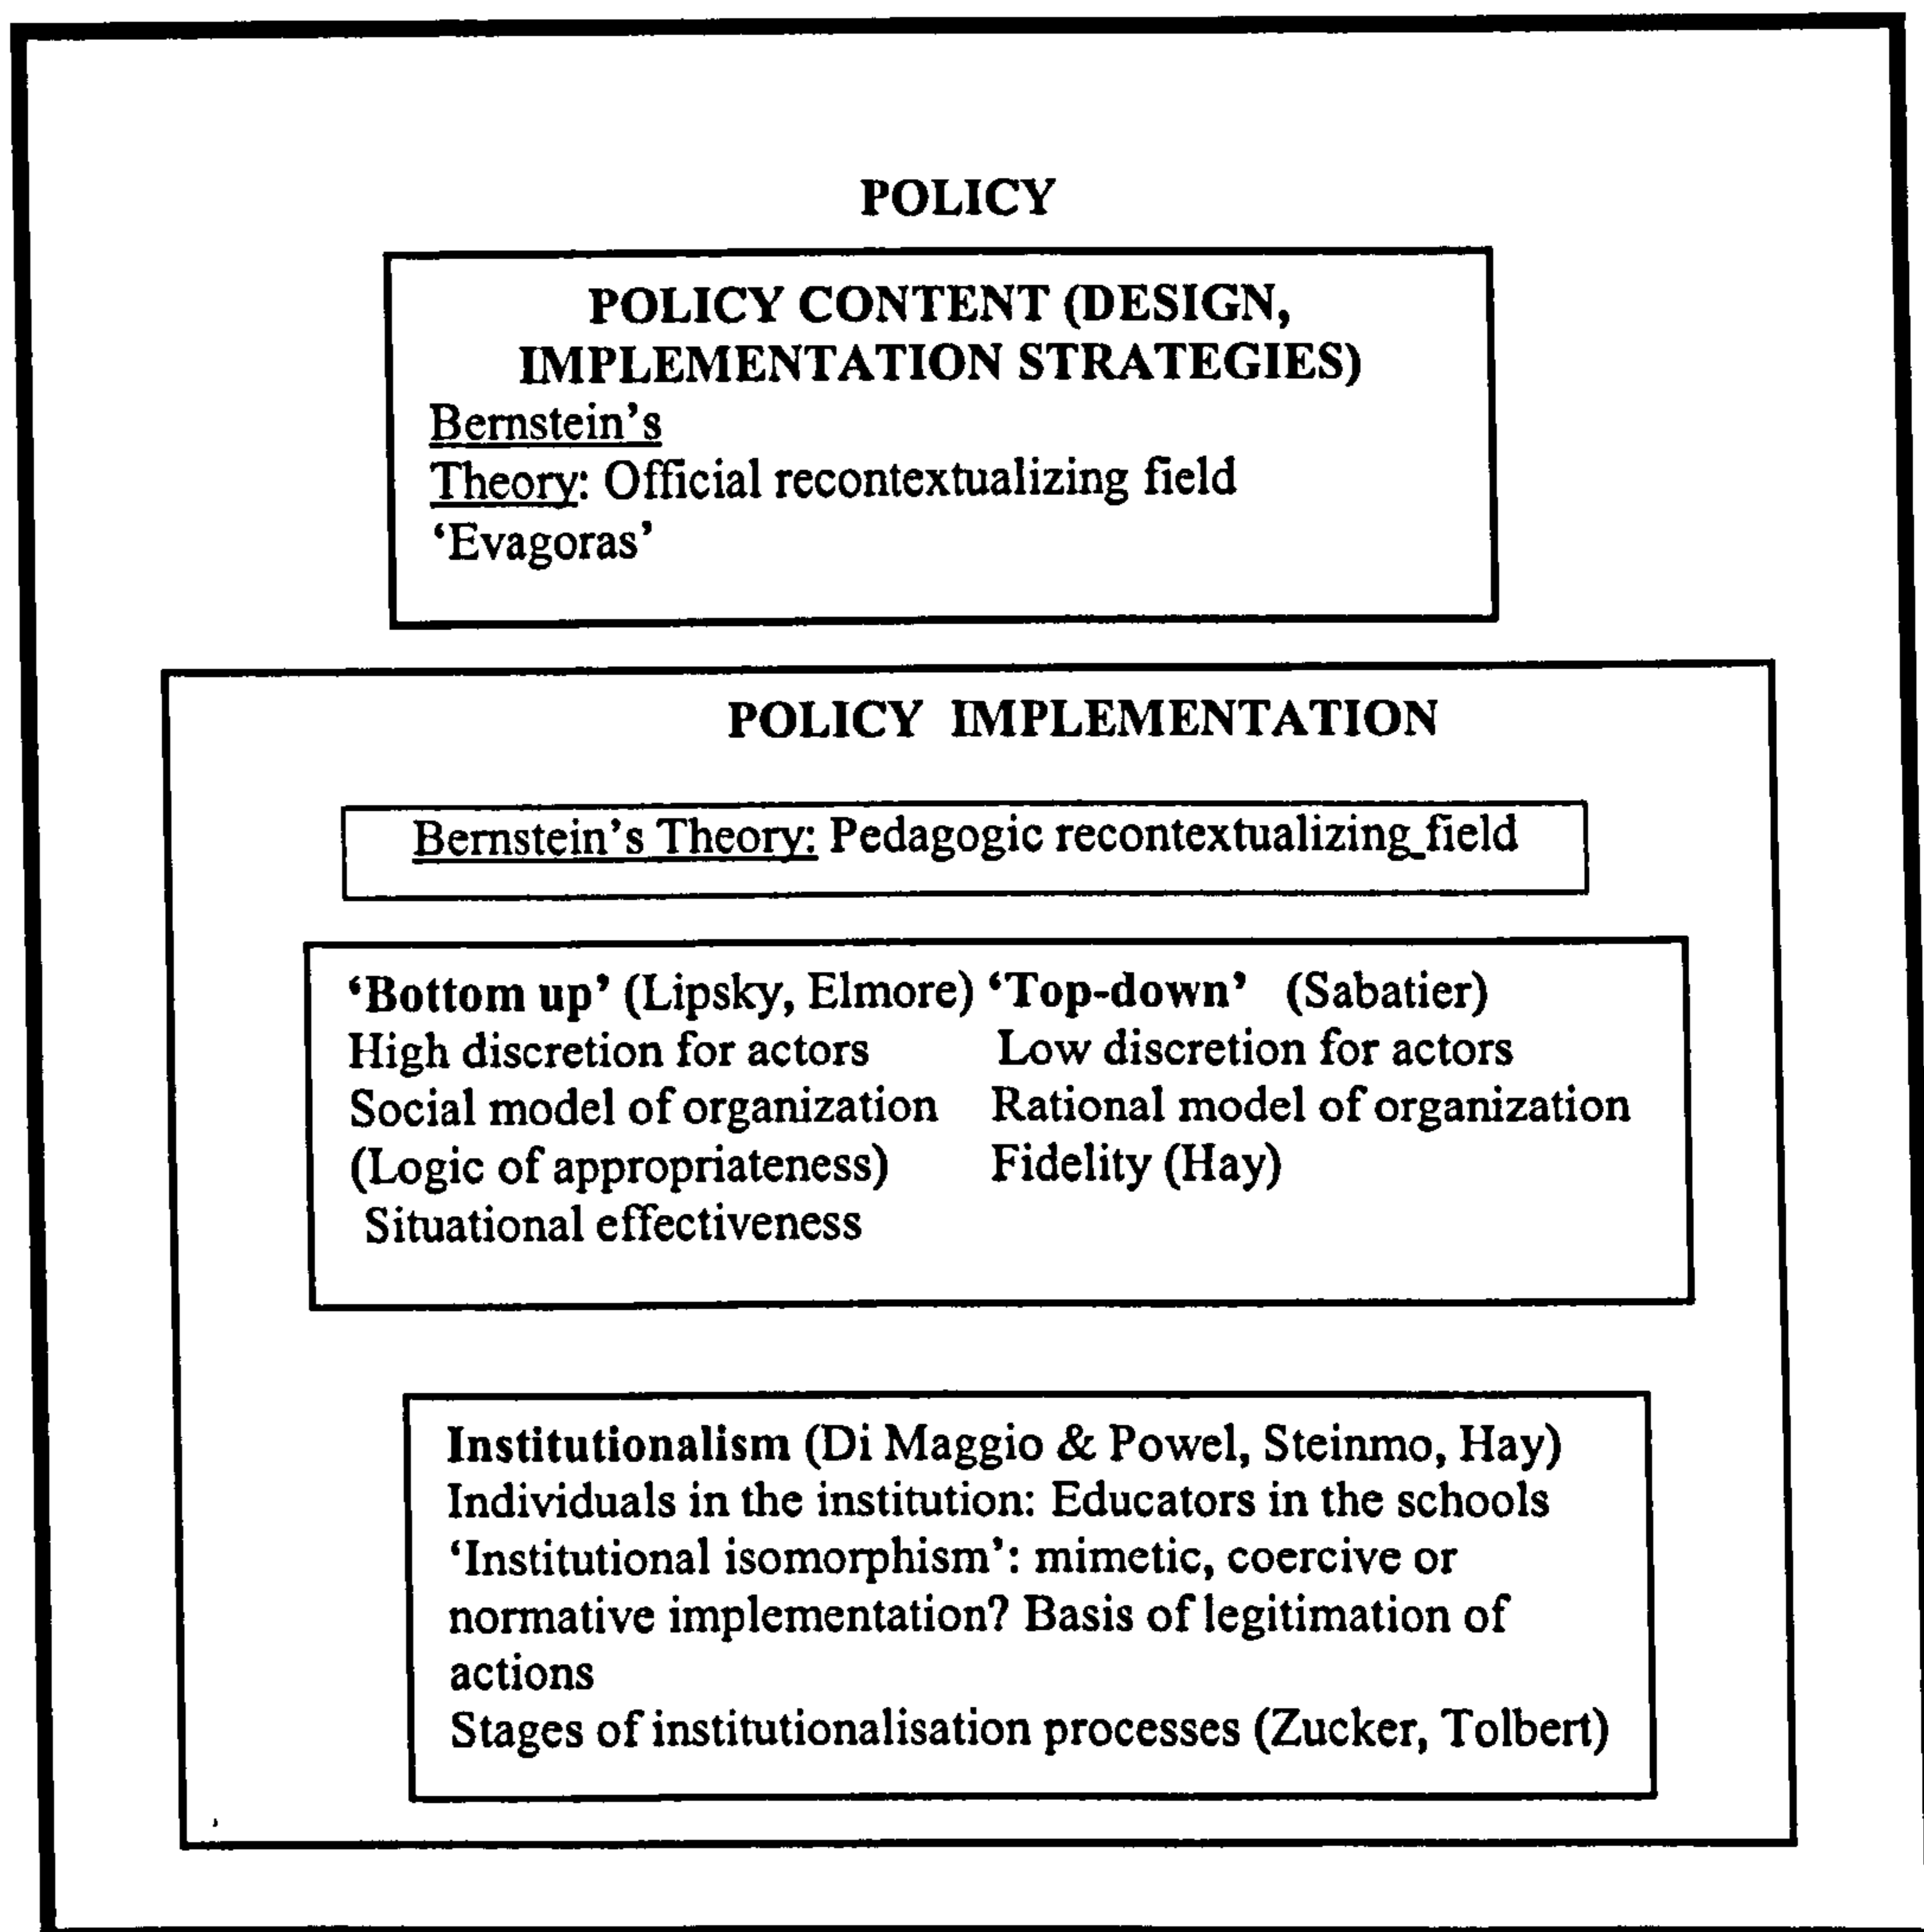 POLICY
POLICY CONTENT (DESIGN,
IMPLEMENTATION STRATEGIES)
Bernstein's
Theory: Official recontextualizing field
‘Evagoras’
POLICY IMPLEMENTATION
Bernstein's Theory: Pedagogic recontextualizing field
‘Bottom up’ (Lipsky, Elmore) ‘Top-down’ (Sabatier)
High discretion for actors Low discretion for actors
Social model of organization Rational model of organization
(Logic of appropriateness) Fidelity (Hay)
Situational effectiveness
Institutionalism (Di Maggio & Powel, Steinmo, Hay)
Individuals in the institution: Educators in the schools
‘Institutional isomorphism’: mimetic, coercive or
normative implementation? Basis of legitimation of
actions
Stages of institutionalisation processes (Zucker, Tolbert)